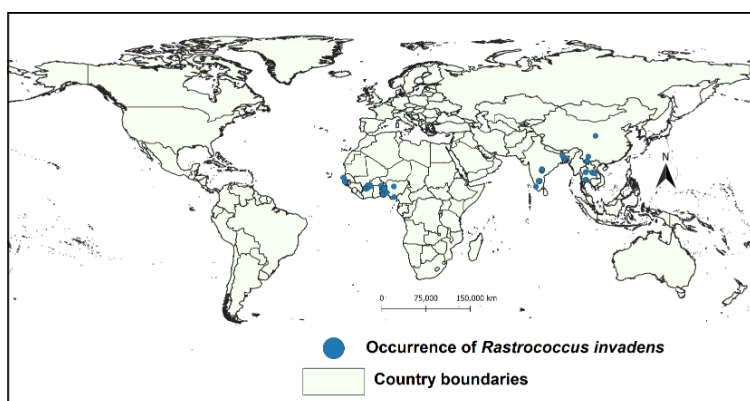 N
0 75,000 150,000 km
Occurrence of Rastrococcus invadens
Country boundaries